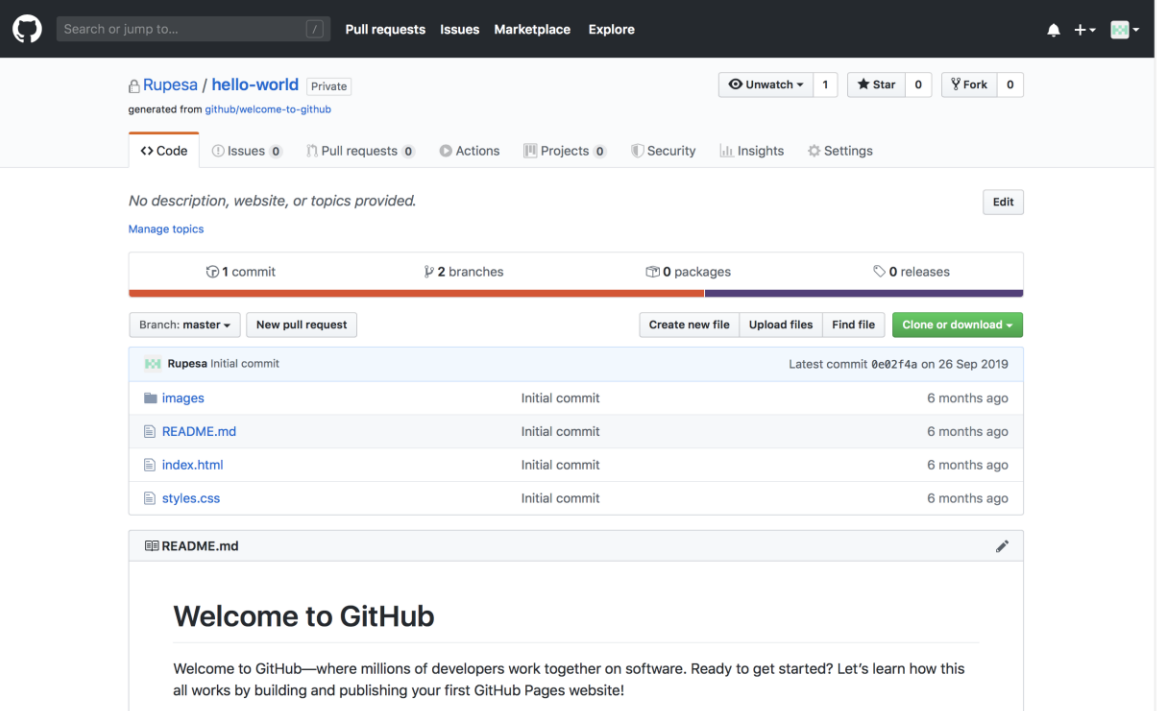 Search or jump to... /
Pull requests Issues Marketplace Explore
Rupesa / hello-world Private
Unwatch 1 Star 0 Fork 0
generated from github/welcome-to-github
Code Issues 0 Pull requests 0 Actions Projects 0 Security Insights Settings
No description, website, or topics provided.
Edit
Manage topics
1 commit 2 branches 0 packages 0 releases
Branch: master New pull request Create new file Upload files Find file Clone or download
Rupesa Initial commit Latest commit 0e02f4a on 26 Sep 2019
images Initial commit 6 months ago
README.md Initial commit 6 months ago
index.html Initial commit 6 months ago
styles.css Initial commit 6 months ago
README.md
Welcome to GitHub
Welcome to GitHub—where millions of developers work together on software. Ready to get started? Let’s learn how this
all works by building and publishing your first GitHub Pages website!